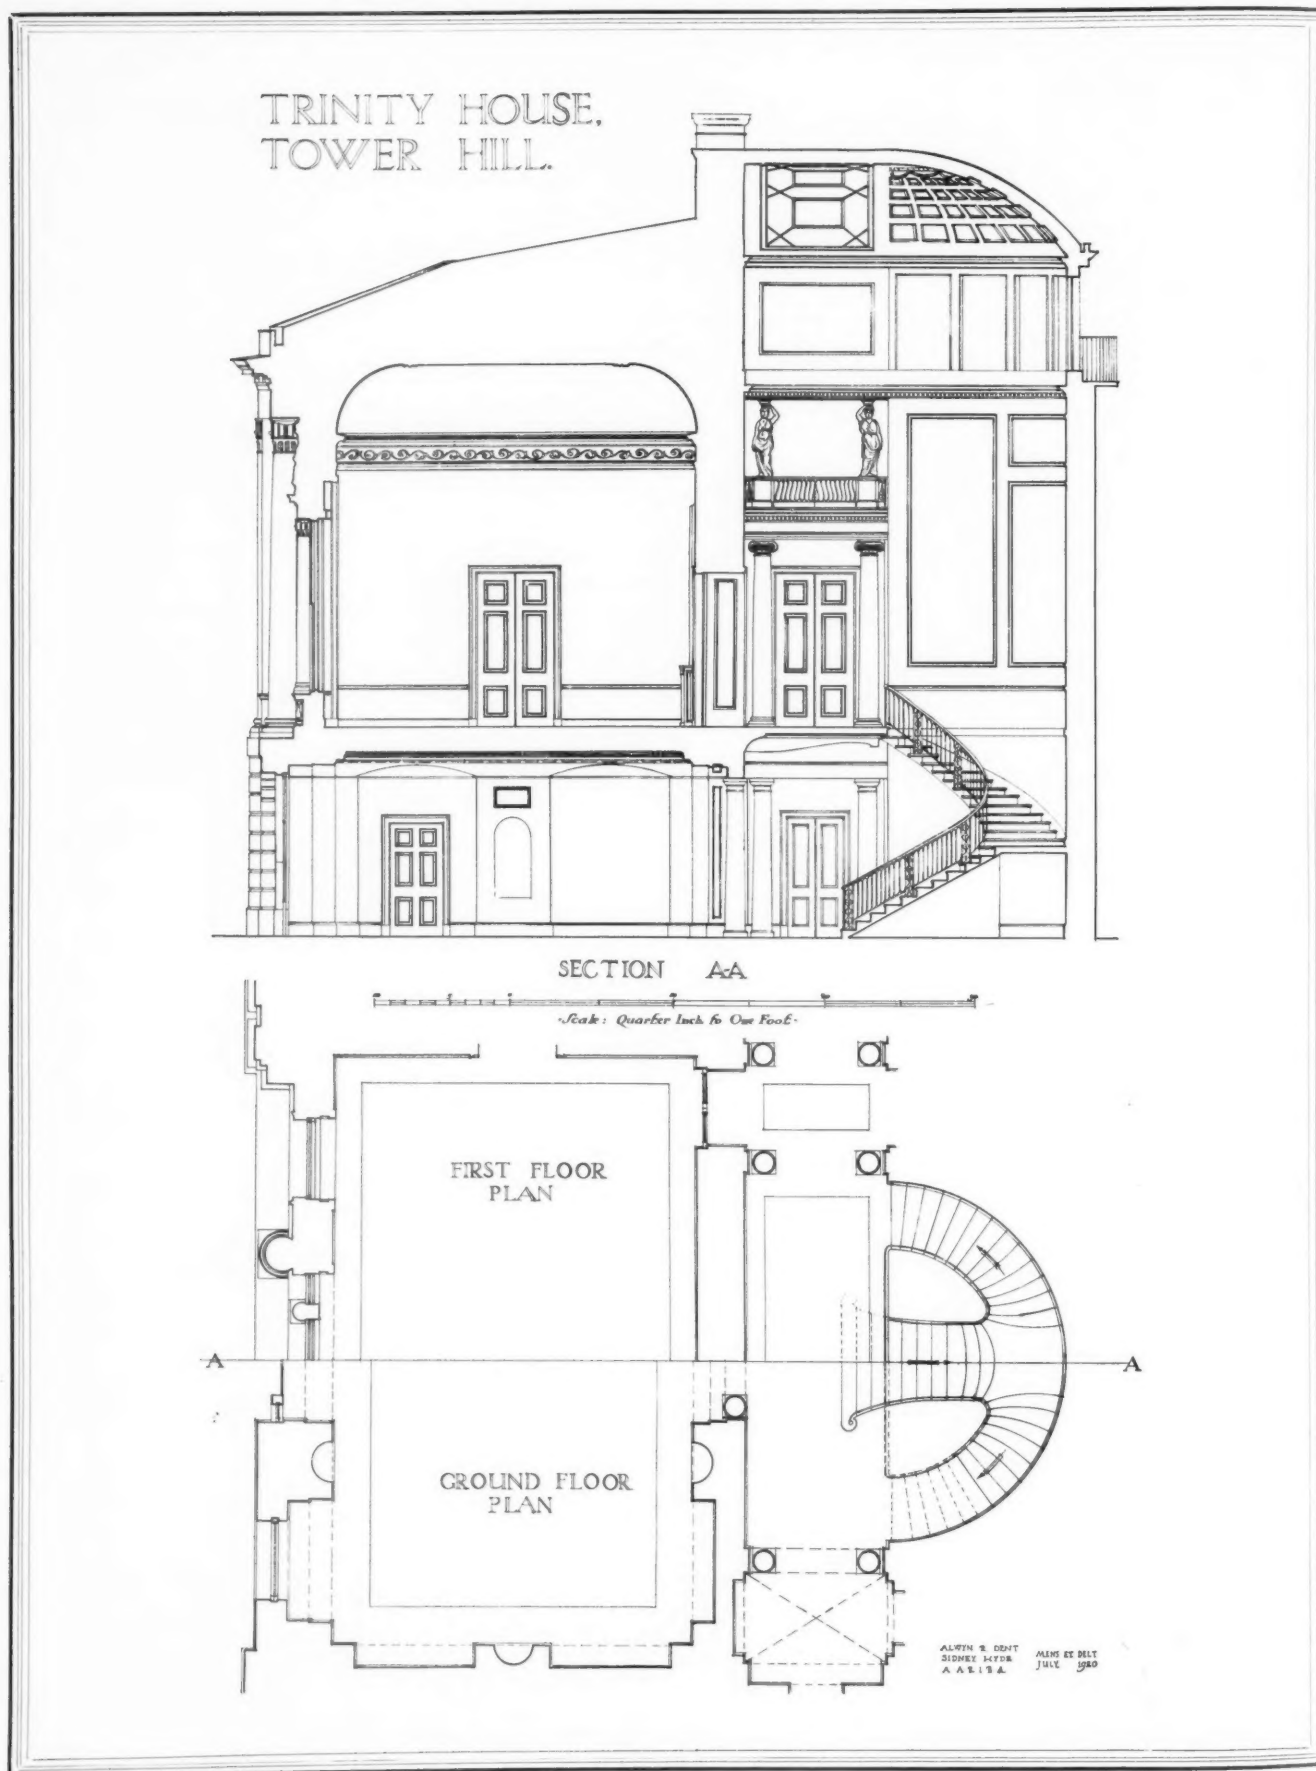 TRINITY HOUSE,
TOWER HILL.
SECTION A-A
·Scale: Quarter Inch to One Foot·
FIRST FLOOR
PLAN
A A
GROUND FLOOR
PLAN
ALWYN R DENT
SIDNEY HYDE
A A R I B A
MENS ET DELT
JULY 1920